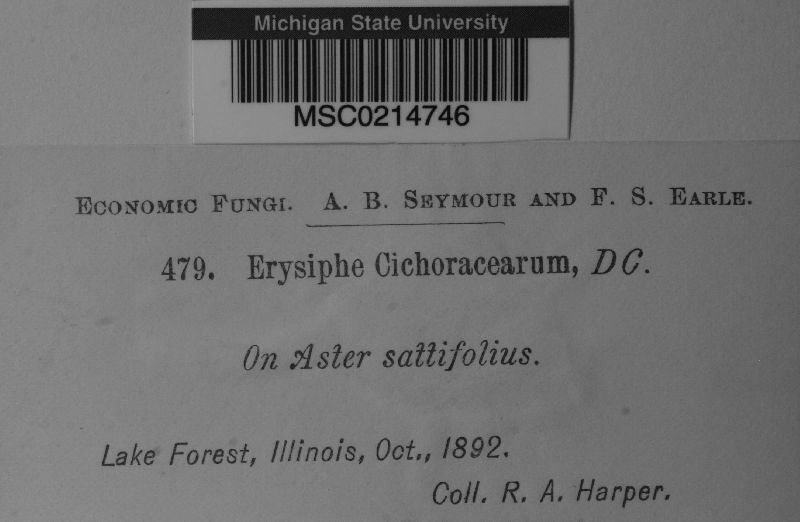 Michigan State University
MSC0214746
Economic Fungi. A. B. Seymour and F. S. Earle.
479. Erysiphe Cichoracearum, DC.
On Aster sattifolius.
Lake Forest, Illinois, Oct., 1892.
Coll. R. A. Harper.